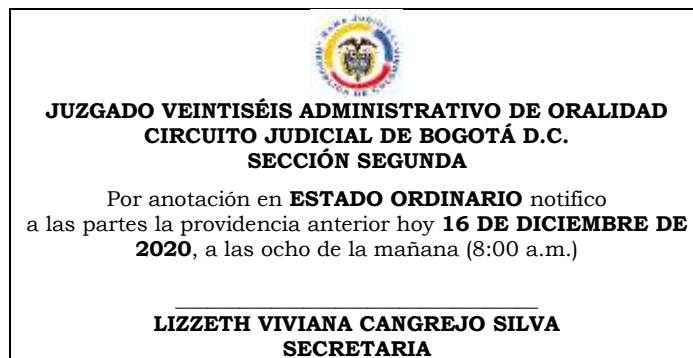 JUZGADO VEINTISÉIS ADMINISTRATIVO DE ORALIDAD
CIRCUITO JUDICIAL DE BOGOTÁ D.C.
SECCIÓN SEGUNDA
Por anotación en ESTADO ORDINARIO notifico
a las partes la providencia anterior hoy 16 DE DICIEMBRE DE
2020, a las ocho de la mañana (8:00 a.m.)
LIZZETH VIVIANA CANGREJO SILVA
SECRETARIA